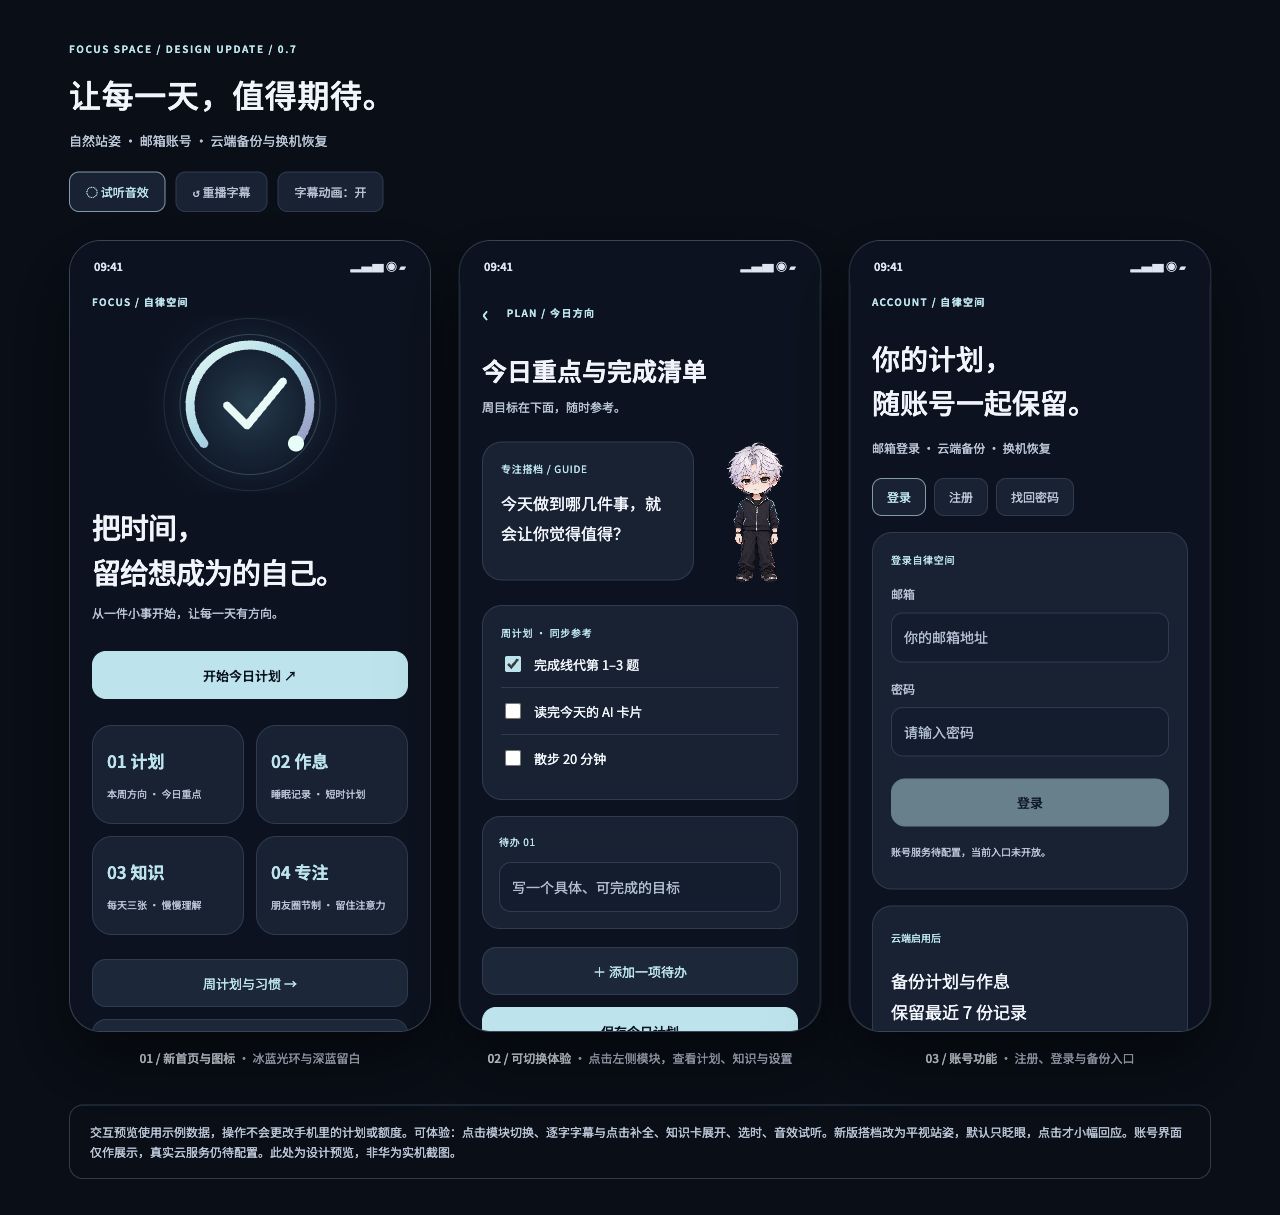 FOCUS SPACE / DESIGN UPDATE / 0.7
让每一天，值得期待。
自然站姿 · 邮箱账号 · 云端备份与换机恢复
试听音效
↺ 重播字幕
字幕动画：开
09:41
FOCUS / 自律空间
把时间，
留给想成为的自己。
从一件小事开始，让每一天有方向。
开始今日计划 ↗
01 计划
本周方向 · 今日重点
02 作息
睡眠记录 · 短时计划
03 知识
每天三张 · 慢慢理解
04 专注
朋友圈节制 · 留住注意力
周计划与习惯 →
01 / 新首页与图标 · 冰蓝光环与深蓝留白
09:41
‹ PLAN / 今日方向
今日重点与完成清单
周目标在下面，随时参考。
专注搭档 / GUIDE
今天做到哪几件事，就
会让你觉得值得？
周计划 · 同步参考
完成线代第 1–3 题
读完今天的 AI 卡片
散步 20 分钟
待办 01
写一个具体、可完成的目标
＋ 添加一项待办
保存今日计划
02 / 可切换体验 · 点击左侧模块，查看计划、知识与设置
09:41
ACCOUNT / 自律空间
你的计划，
随账号一起保留。
邮箱登录 · 云端备份 · 换机恢复
登录
注册
找回密码
登录自律空间
邮箱
你的邮箱地址
密码
请输入密码
登录
账号服务待配置，当前入口未开放。
云端启用后
备份计划与作息
保留最近 7 份记录
03 / 账号功能 · 注册、登录与备份入口
交互预览使用示例数据，操作不会更改手机里的计划或额度。可体验：点击模块切换、逐字字幕与点击补全、知识卡展开、选时、音效试听。新版搭档改为平视站姿，默认只眨眼，点击才小幅回应。账号界面
仅作展示，真实云服务仍待配置。此处为设计预览，非华为实机截图。